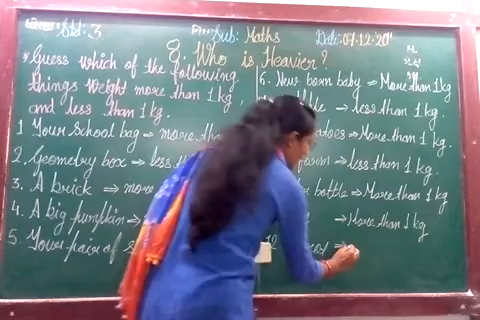 Std: 3
Sub: Maths
Date: 07-12-20
8. Who is Heavier?
* Guess which of the following
things weight more than 1 kg,
and less than 1 kg.
1 Your School bag ⇒ more than
2. Geometry box ⇒ less
3. A brick ⇒ more
4. A big pumpkin ⇒
5. Your pair of
6. New born baby ⇒ More than 1 kg
→ less than 1 kg.
⇒ More than 1 kg.
⇒ less than 1 kg.
bottle ⇒ More than 1 kg
⇒ More than 1 kg
⇒